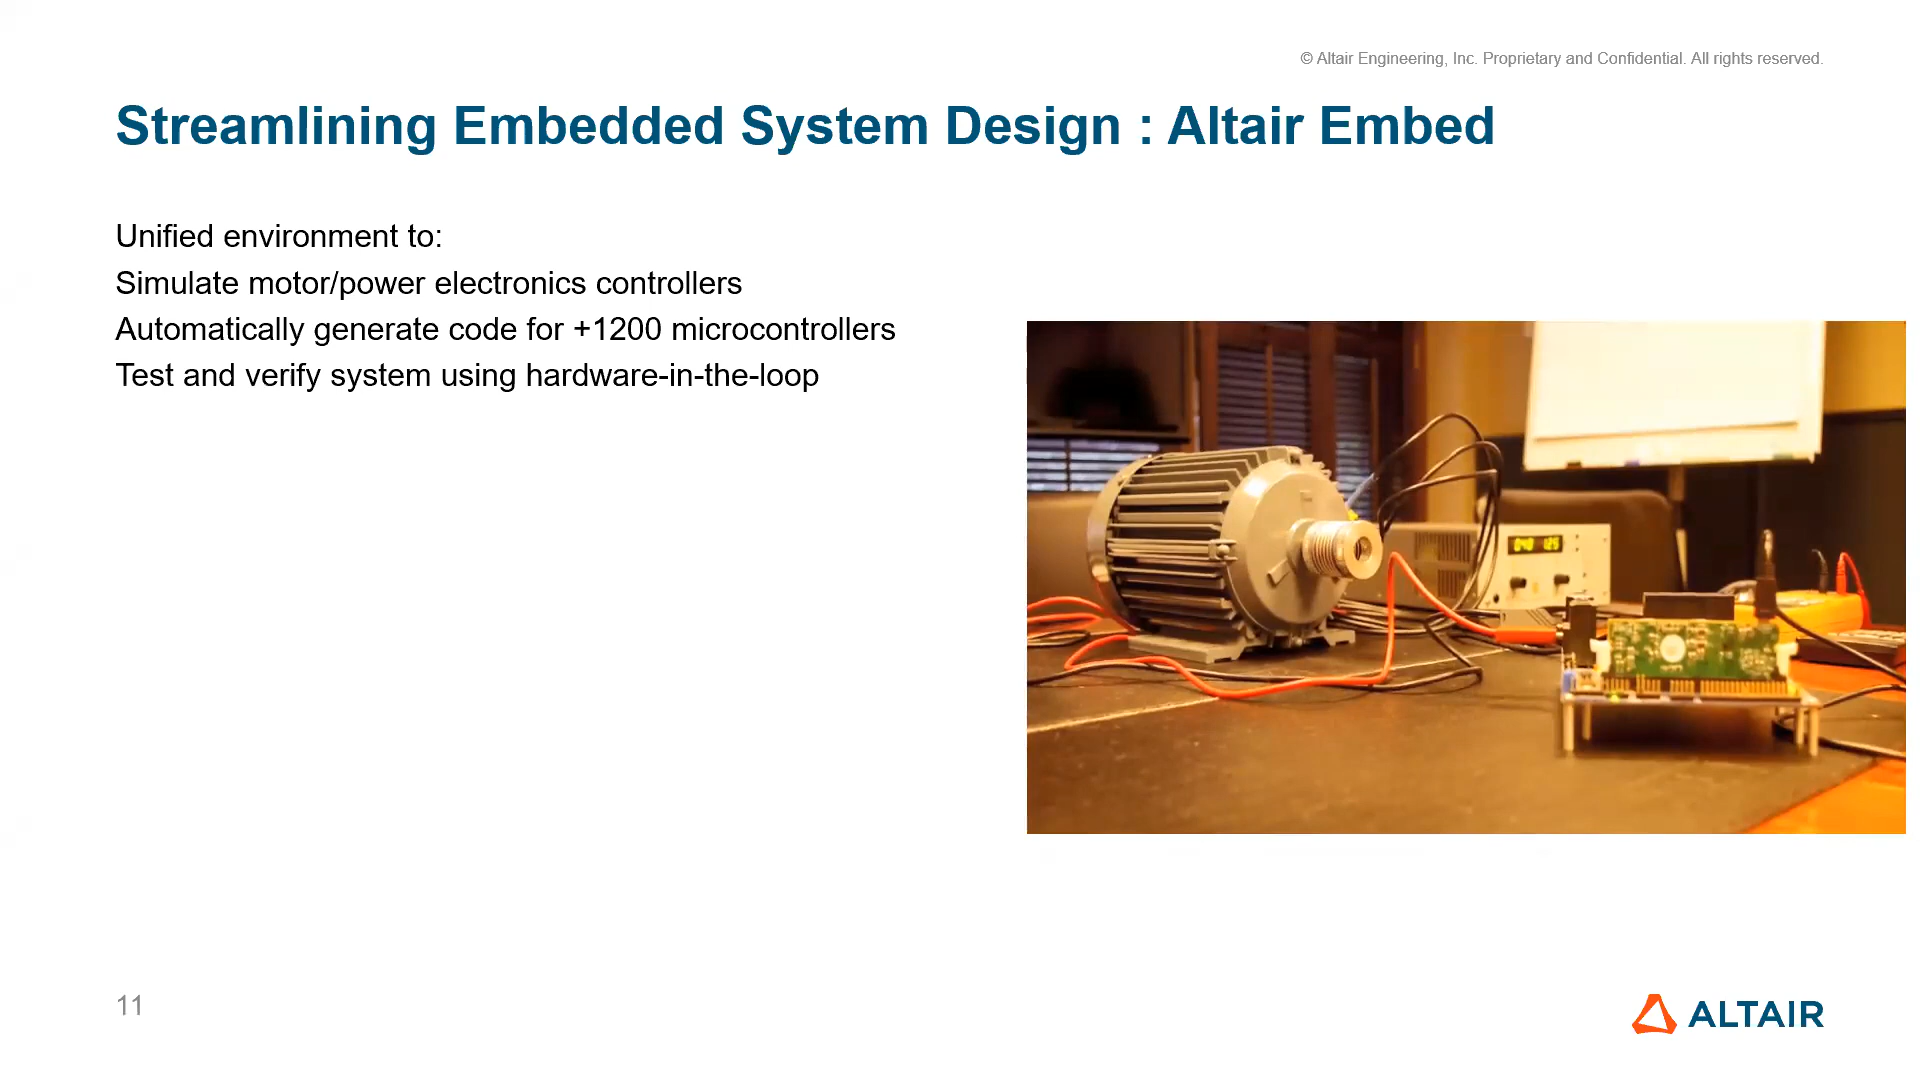 © Altair Engineering, Inc. Proprietary and Confidential. All rights reserved.
Streamlining Embedded System Design : Altair Embed
Unified environment to:
Simulate motor/power electronics controllers
Automatically generate code for +1200 microcontrollers
Test and verify system using hardware-in-the-loop
11
ALTAIR